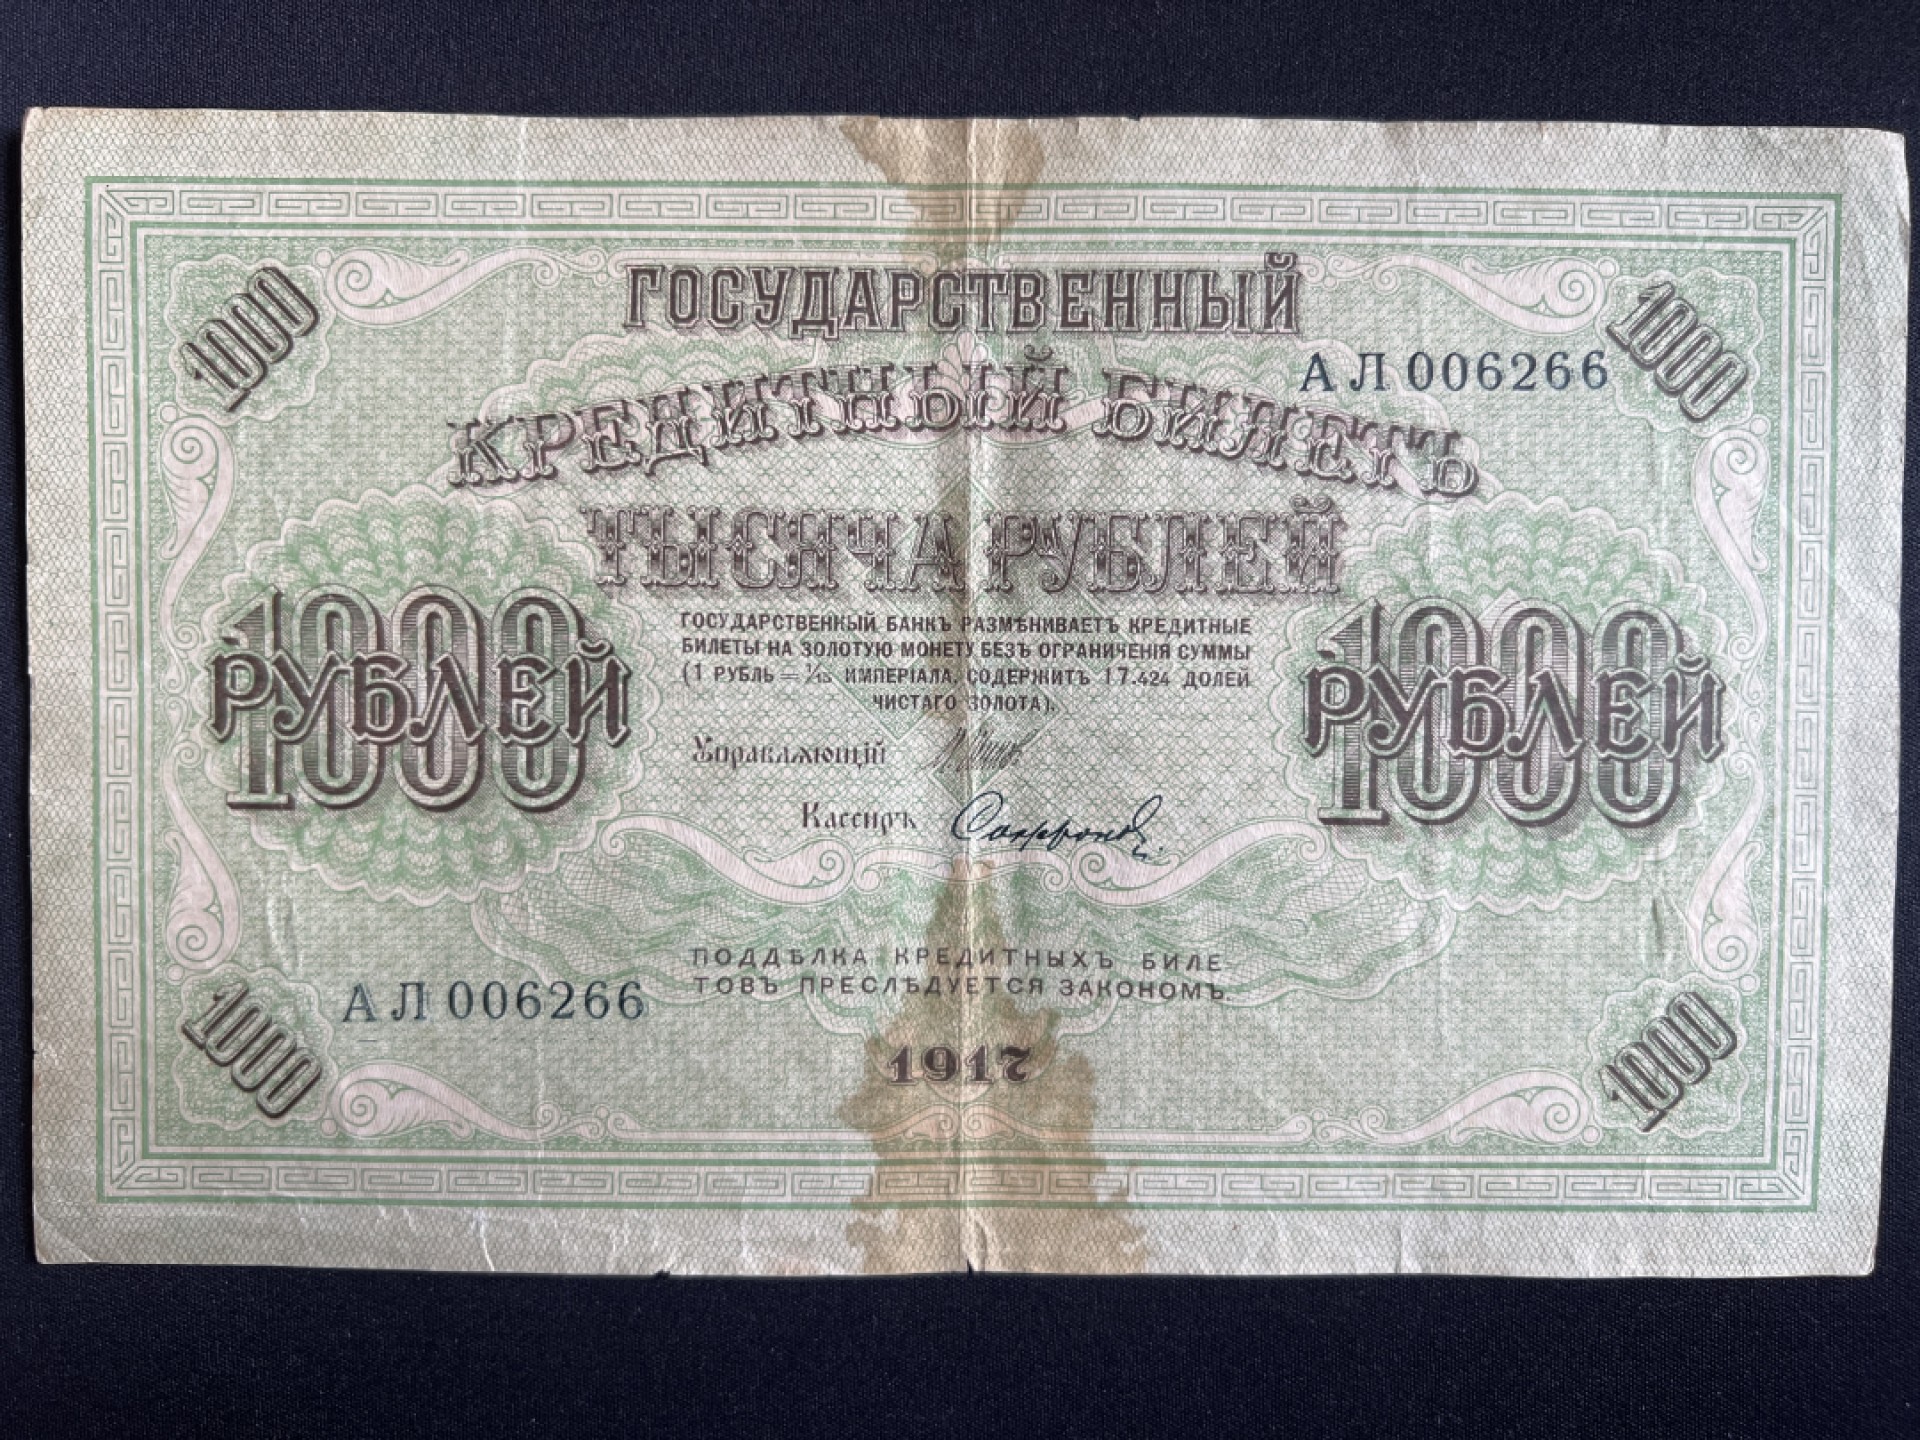 ГОСУДАРСТВЕННЫЙ
1000
1000
АЛ 006266
КРЕДИТНЫЙ БИЛЕТЪ
ТЫСЯЧА РУБЛЕЙ
1000
РУБЛЕЙ
ГОСУДАРСТВЕННЫЙ БАНКЪ РАЗМѢНИВАЕТЪ КРЕДИТНЫЕ
БИЛЕТЫ НА ЗОЛОТУЮ МОНЕТУ БЕЗЪ ОГРАНИЧЕНІЯ СУММЫ
(1 РУБЛЬ = 1/15 ИМПЕРІАЛА, СОДЕРЖИТЪ 17.424 ДОЛЕЙ
ЧИСТАГО ЗОЛОТА).
1000
РУБЛЕЙ
Управляющій
Кассиръ Сафронов
ПОДДѢЛКА КРЕДИТНЫХЪ БИЛЕ
ТОВЪ ПРЕСЛѢДУЕТСЯ ЗАКОНОМЪ.
АЛ 006266
1000
1917
1000